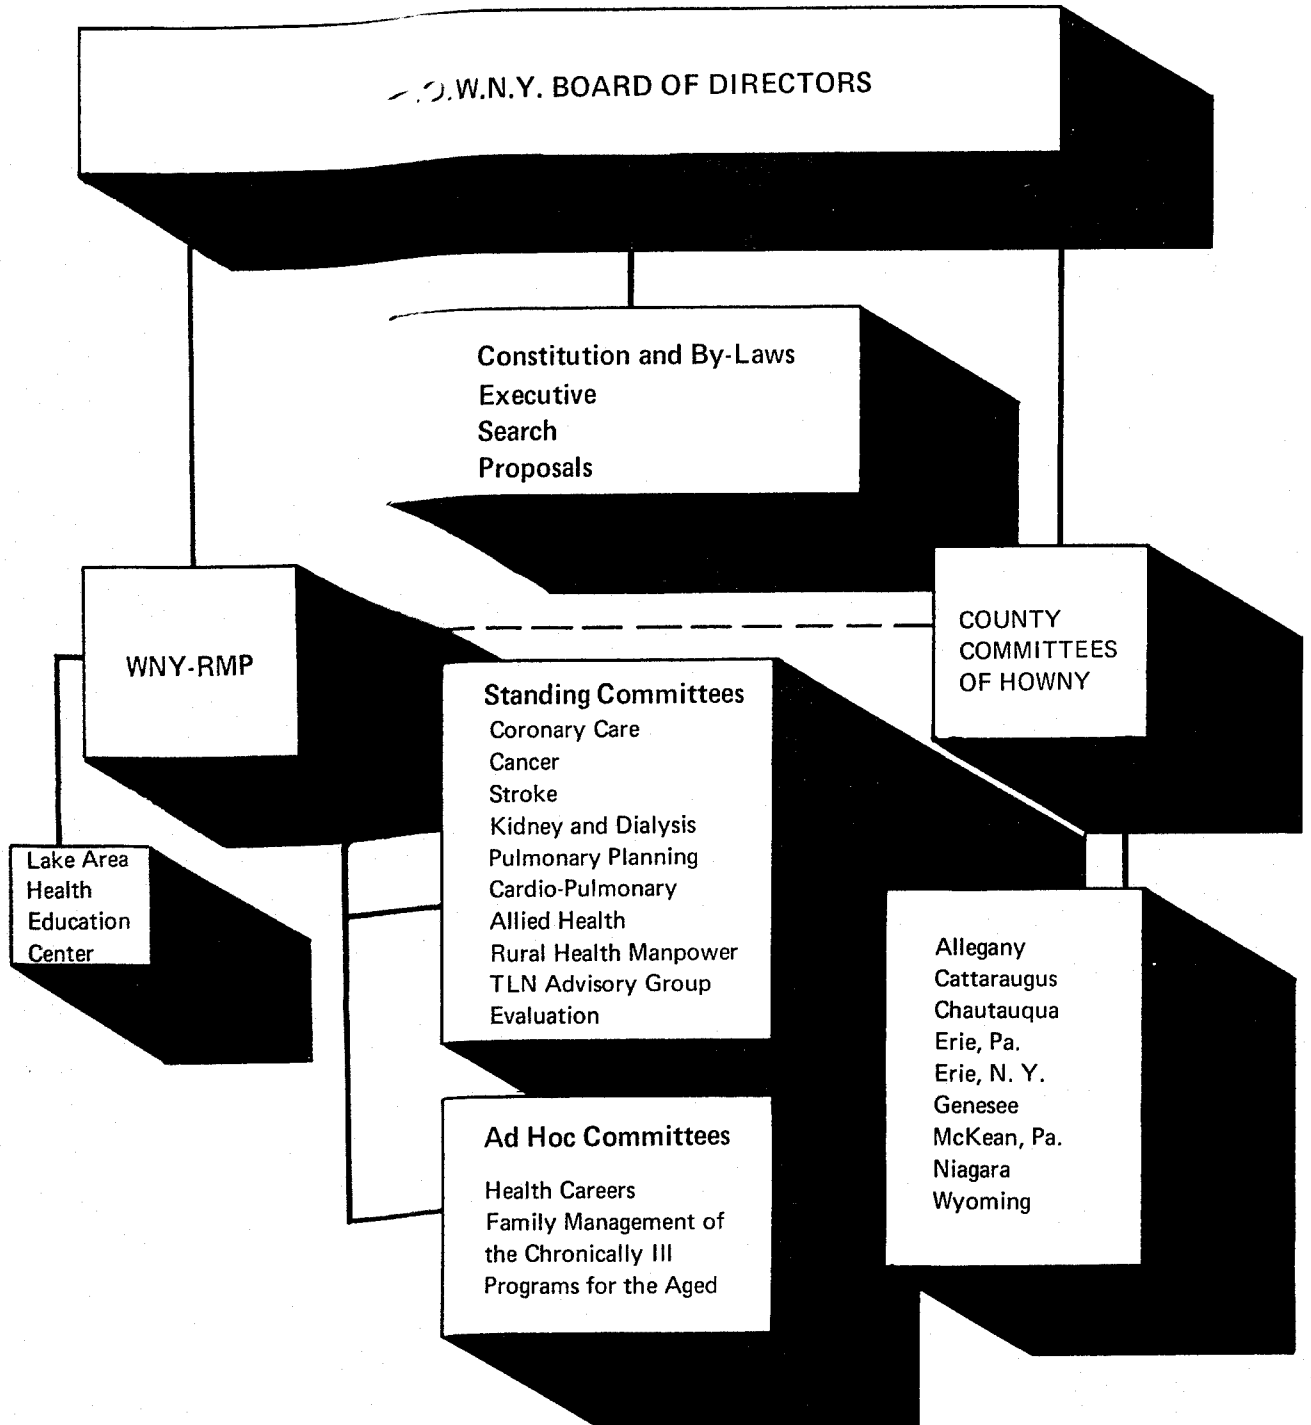 .O.W.N.Y. BOARD OF DIRECTORS
Constitution and By-Laws
Executive
Search
Proposals
WNY-RMP
COUNTY
COMMITTEES
OF HOWNY
Standing Committees
Coronary Care
Cancer
Stroke
Kidney and Dialysis
Pulmonary Planning
Cardio-Pulmonary
Allied Health
Rural Health Manpower
TLN Advisory Group
Evaluation
Lake Area
Health
Education
Center
Allegany
Cattaraugus
Chautauqua
Erie, Pa.
Erie, N. Y.
Genesee
McKean, Pa.
Niagara
Wyoming
Ad Hoc Committees
Health Careers
Family Management of
the Chronically Ill
Programs for the Aged